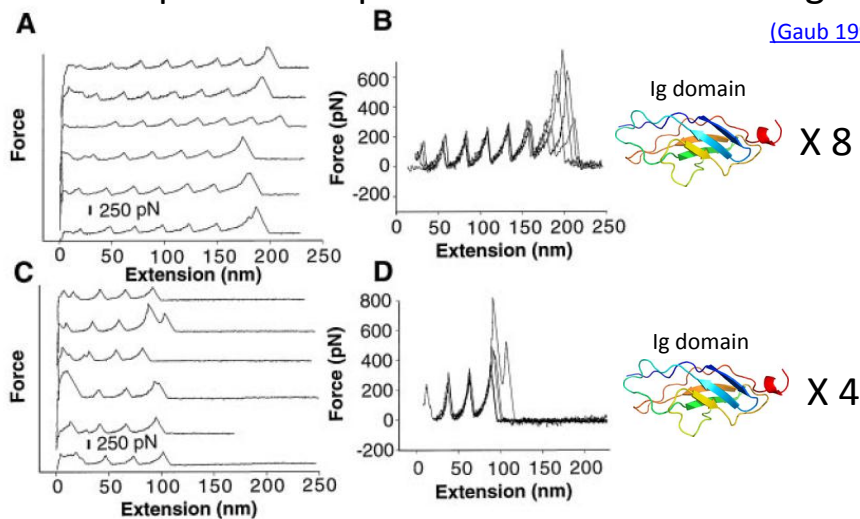 A
B
(Gaub 19
Force
I 250 pN
0 50 100 150 200 250
Extension (nm)
Force (pN)
600
400
200
0
-200
0 50 100 150 200 250
Extension (nm)
Ig domain
X 8
C
D
Force
I 250 pN
0 50 100 150 200 250
Extension (nm)
Force (pN)
800
600
400
200
0
-200
0 50 100 150 200
Extension (nm)
Ig domain
X 4